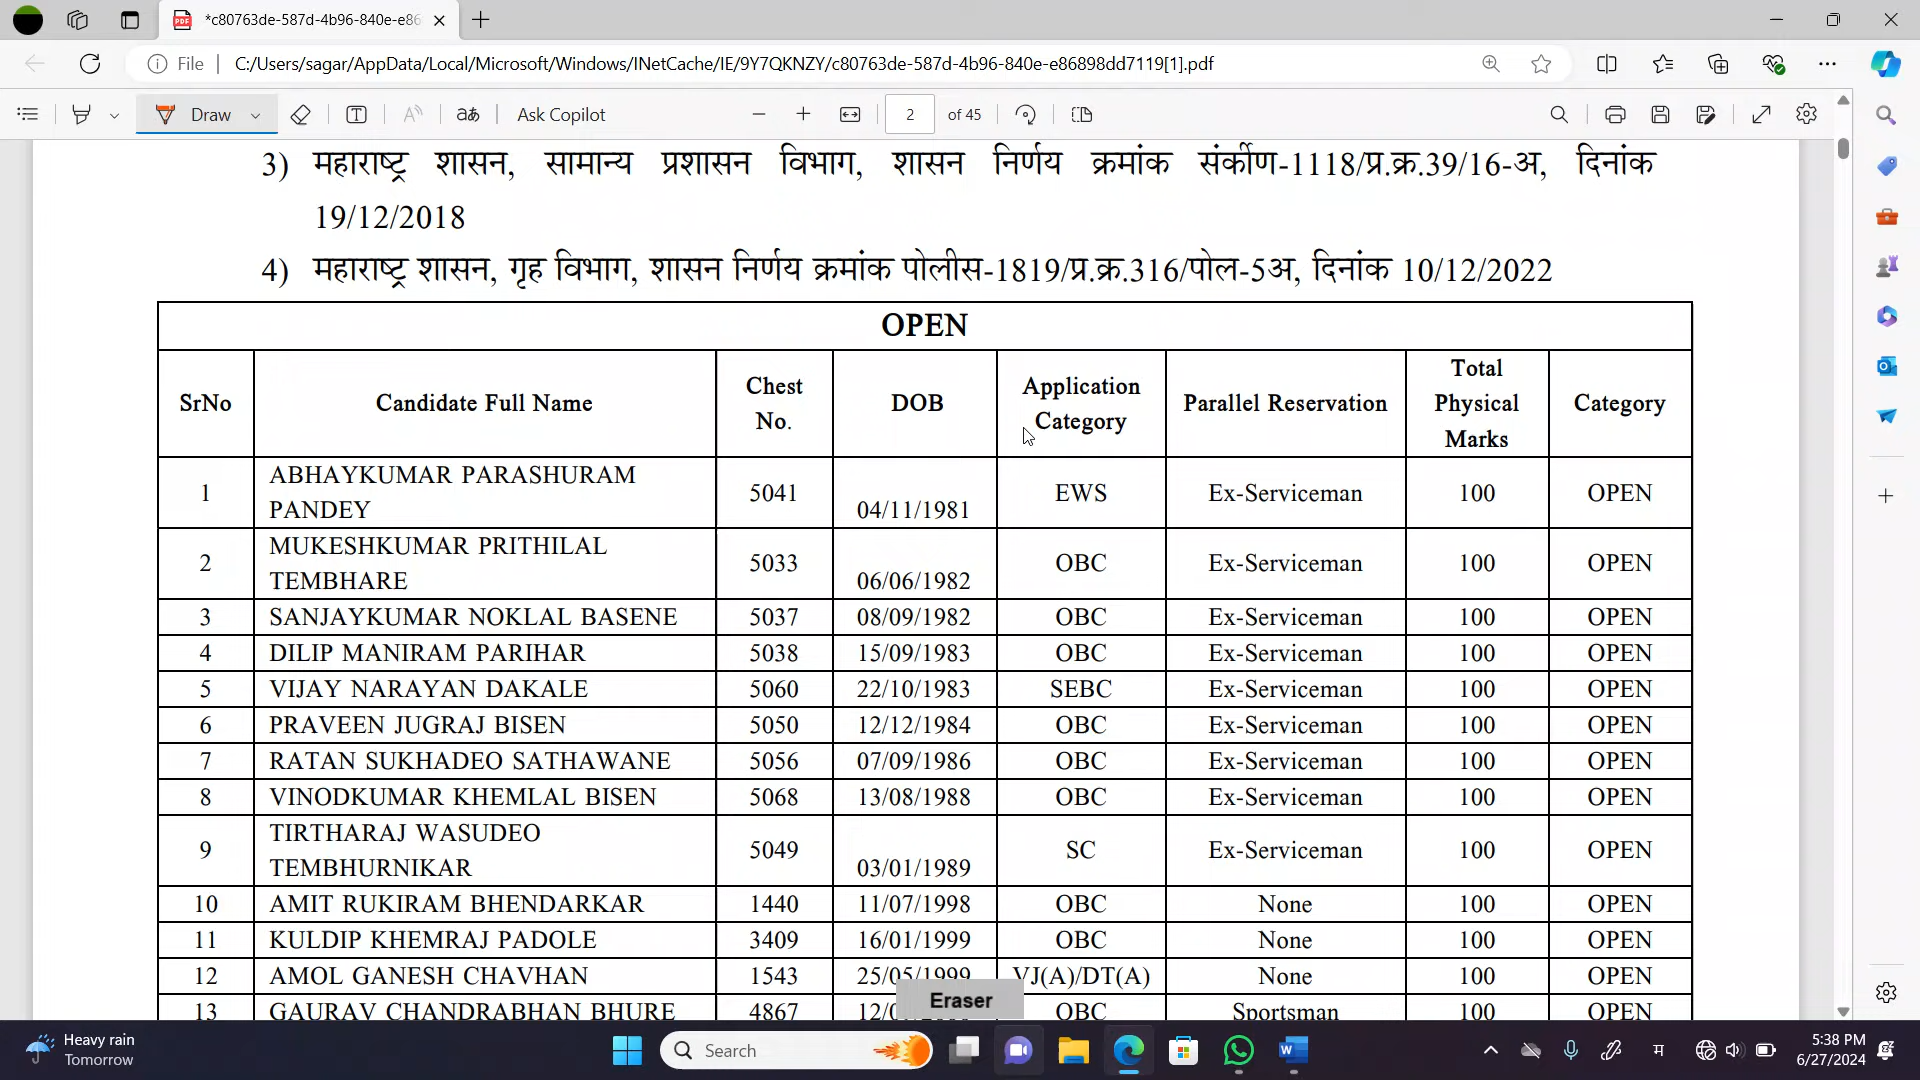 *c80763de-587d-4b96-840e-e86
File
C:/Users/sagar/AppData/Local/Microsoft/Windows/INetCache/IE/9Y7QKNZY/c80763de-587d-4b96-840e-e86898dd7119[1].pdf
Draw
aあ Ask Copilot
2 of 45
3) महाराष्ट्र शासन, सामान्य प्रशासन विभाग, शासन निर्णय क्रमांक संर्कीण-1118/प्र.क्र.39/16-अ, दिनांक
19/12/2018
4) महाराष्ट्र शासन, गृह विभाग, शासन निर्णय क्रमांक पोलीस-1819/प्र.क्र.316/पोल-5अ, दिनांक 10/12/2022
OPEN
SrNo Candidate Full Name Chest No. DOB Application Category Parallel Reservation Total Physical Marks Category
1 ABHAYKUMAR PARASHURAM PANDEY 5041 04/11/1981 EWS Ex-Serviceman 100 OPEN
2 MUKESHKUMAR PRITHILAL TEMBHARE 5033 06/06/1982 OBC Ex-Serviceman 100 OPEN
3 SANJAYKUMAR NOKLAL BASENE 5037 08/09/1982 OBC Ex-Serviceman 100 OPEN
4 DILIP MANIRAM PARIHAR 5038 15/09/1983 OBC Ex-Serviceman 100 OPEN
5 VIJAY NARAYAN DAKALE 5060 22/10/1983 SEBC Ex-Serviceman 100 OPEN
6 PRAVEEN JUGRAJ BISEN 5050 12/12/1984 OBC Ex-Serviceman 100 OPEN
7 RATAN SUKHADEO SATHAWANE 5056 07/09/1986 OBC Ex-Serviceman 100 OPEN
8 VINODKUMAR KHEMLAL BISEN 5068 13/08/1988 OBC Ex-Serviceman 100 OPEN
9 TIRTHARAJ WASUDEO TEMBHURNIKAR 5049 03/01/1989 SC Ex-Serviceman 100 OPEN
10 AMIT RUKIRAM BHENDARKAR 1440 11/07/1998 OBC None 100 OPEN
11 KULDIP KHEMRAJ PADOLE 3409 16/01/1999 OBC None 100 OPEN
12 AMOL GANESH CHAVHAN 1543 25/05/1999 VJ(A)/DT(A) None 100 OPEN
13 GAURAV CHANDRABHAN BHURE 4867 OBC Sportsman 100 OPEN
Eraser
Heavy rain
Tomorrow
Search
म
5:38 PM
6/27/2024